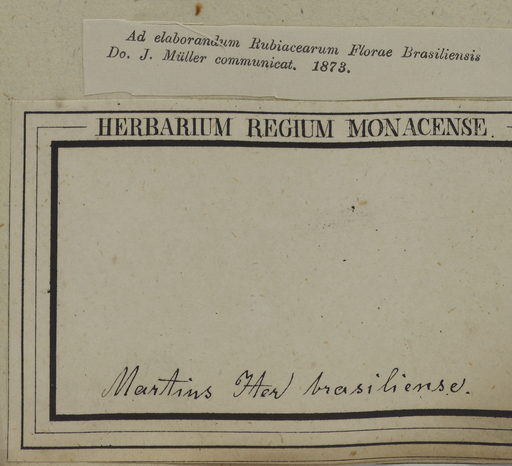 Ad elaborandum Rubiacearum Florae Brasiliensis
Do. J. Müller communicat. 1873.
HERBARIUM REGIUM MONACENSE.
Martius Iter brasiliense.